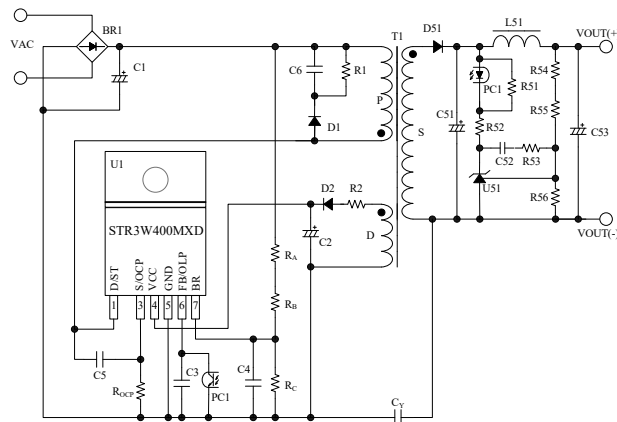 BR1
VAC
C1
C6
R1
D1
T1
P
S
D
D51
L51
VOUT(+)
PC1
R51
R54
R55
C51
R52
C53
C52
R53
U51
R56
VOUT(-)
U1
STR3W400MXD
D/ST
S/OCP
VCC
GND
FB/OLP
BR
1
3
4
5
6
7
D2
R2
C2
RA
RB
RC
C5
ROCP
C3
PC1
C4
CY